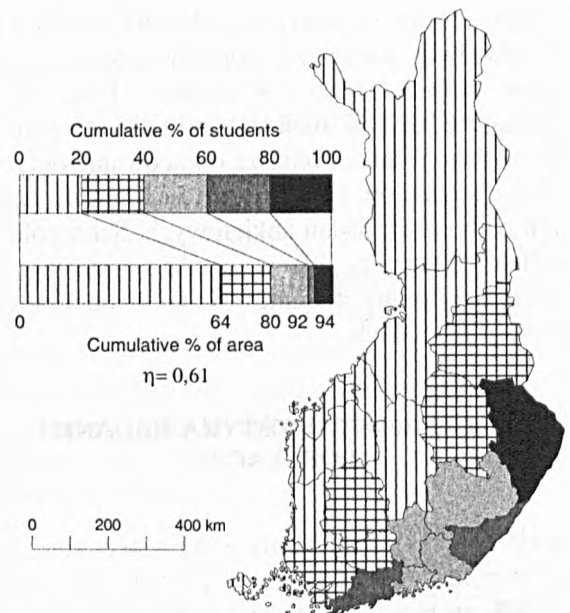 Cumulative % of students
0 20 40 60 80 100
0 64 80 92 94
Cumulative % of area
η= 0,61
0 200 400 km